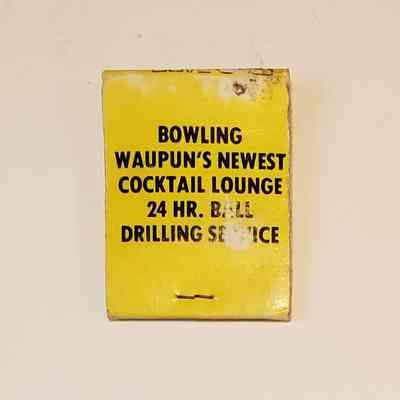 BOWLING
WAUPUN'S NEWEST
COCKTAIL LOUNGE
24 HR. BALL
DRILLING SERVICE